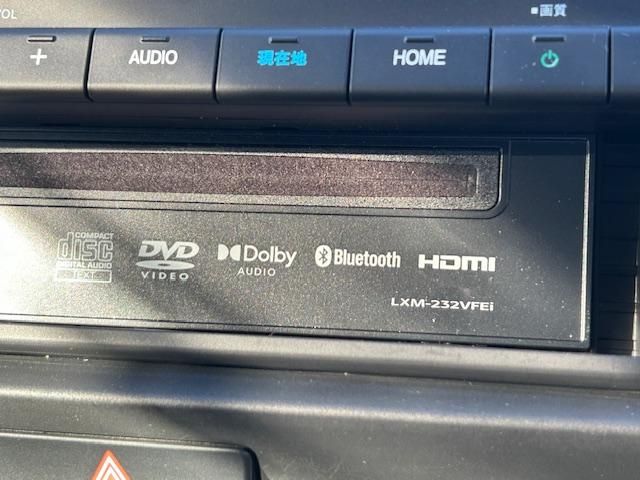 VOL
■画質
+
AUDIO
現在地
HOME
COMPACT
disc
DIGITAL AUDIO
TEXT
DVD
VIDEO
Dolby
AUDIO
Bluetooth
HDMI
LXM-232VFEi